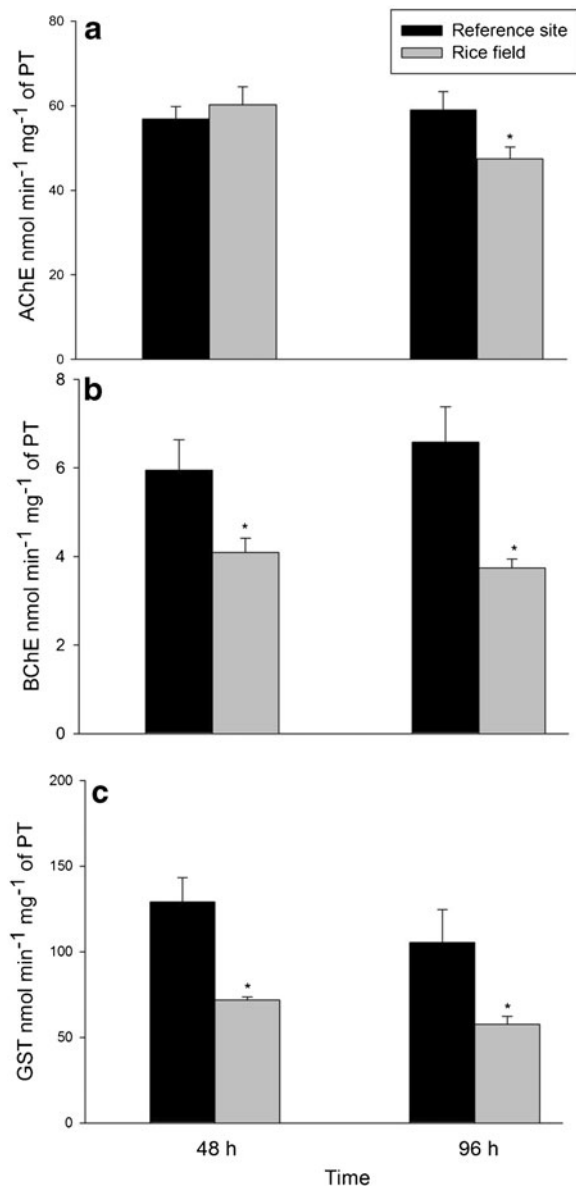 a
Reference site
Rice field
AChE nmol min⁻¹ mg⁻¹ of PT
80
60
40
20
0
*
b
BChE nmol min⁻¹ mg⁻¹ of PT
8
6
4
2
0
*
*
c
GST nmol min⁻¹ mg⁻¹ of PT
200
150
100
50
0
*
*
48 h
96 h
Time